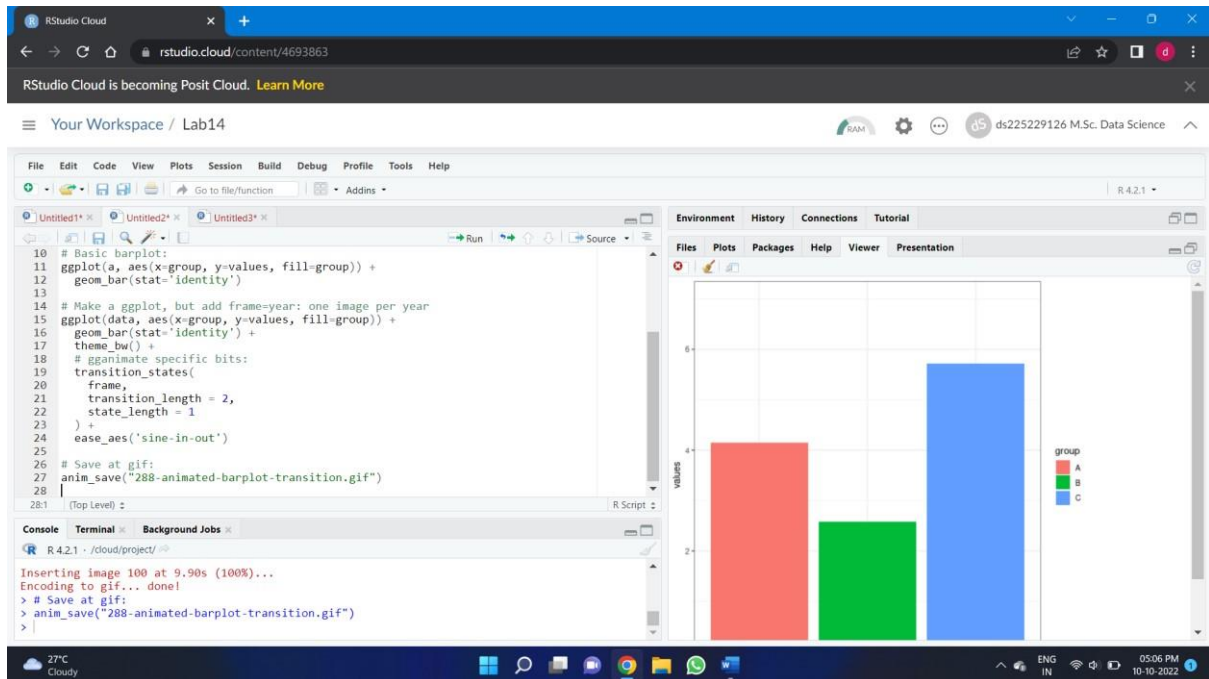 RStudio Cloud
rstudio.cloud/content/4693863
d
RStudio Cloud is becoming Posit Cloud. Learn More
Your Workspace / Lab14
RAM
dS ds225229126 M.Sc. Data Science
File Edit Code View Plots Session Build Debug Profile Tools Help
Go to file/function Addins
R 4.2.1
Untitled1* Untitled2* Untitled3*
Run Source
10 # Basic barplot:
11 ggplot(a, aes(x=group, y=values, fill=group)) +
12 geom_bar(stat='identity')
13
14 # Make a ggplot, but add frame=year: one image per year
15 ggplot(data, aes(x=group, y=values, fill=group)) +
16 geom_bar(stat='identity') +
17 theme_bw() +
18 # gganimate specific bits:
19 transition_states(
20 frame,
21 transition_length = 2,
22 state_length = 1
23 ) +
24 ease_aes('sine-in-out')
25
26 # Save at gif:
27 anim_save("288-animated-barplot-transition.gif")
28
28:1 (Top Level) R Script
Console Terminal Background Jobs
R R 4.2.1 · /cloud/project/
Inserting image 100 at 9.90s (100%)...
Encoding to gif... done!
> # Save at gif:
> anim_save("288-animated-barplot-transition.gif")
>
Environment History Connections Tutorial
Files Plots Packages Help Viewer Presentation
6
4
2
values
group
A
B
C
27°C
Cloudy
ENG
IN
05:06 PM
10-10-2022
1